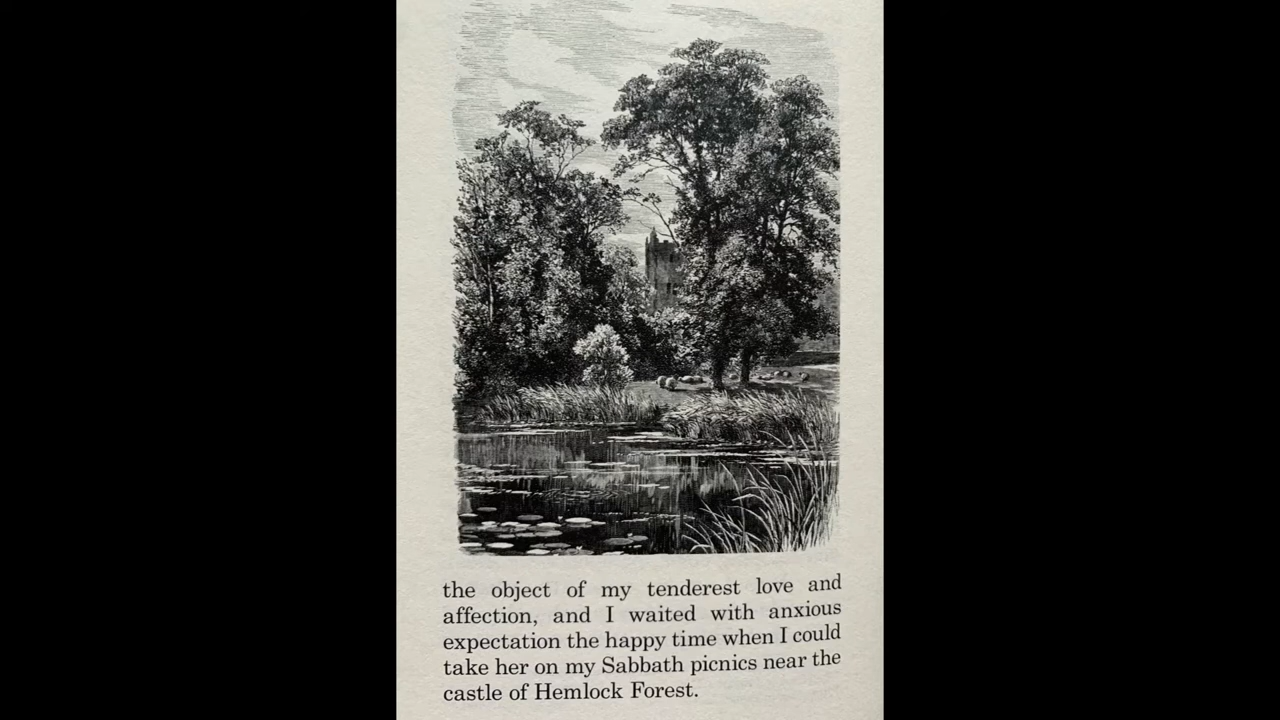 the object of my tenderest love and
affection, and I waited with anxious
expectation the happy time when I could
take her on my Sabbath picnics near the
castle of Hemlock Forest.